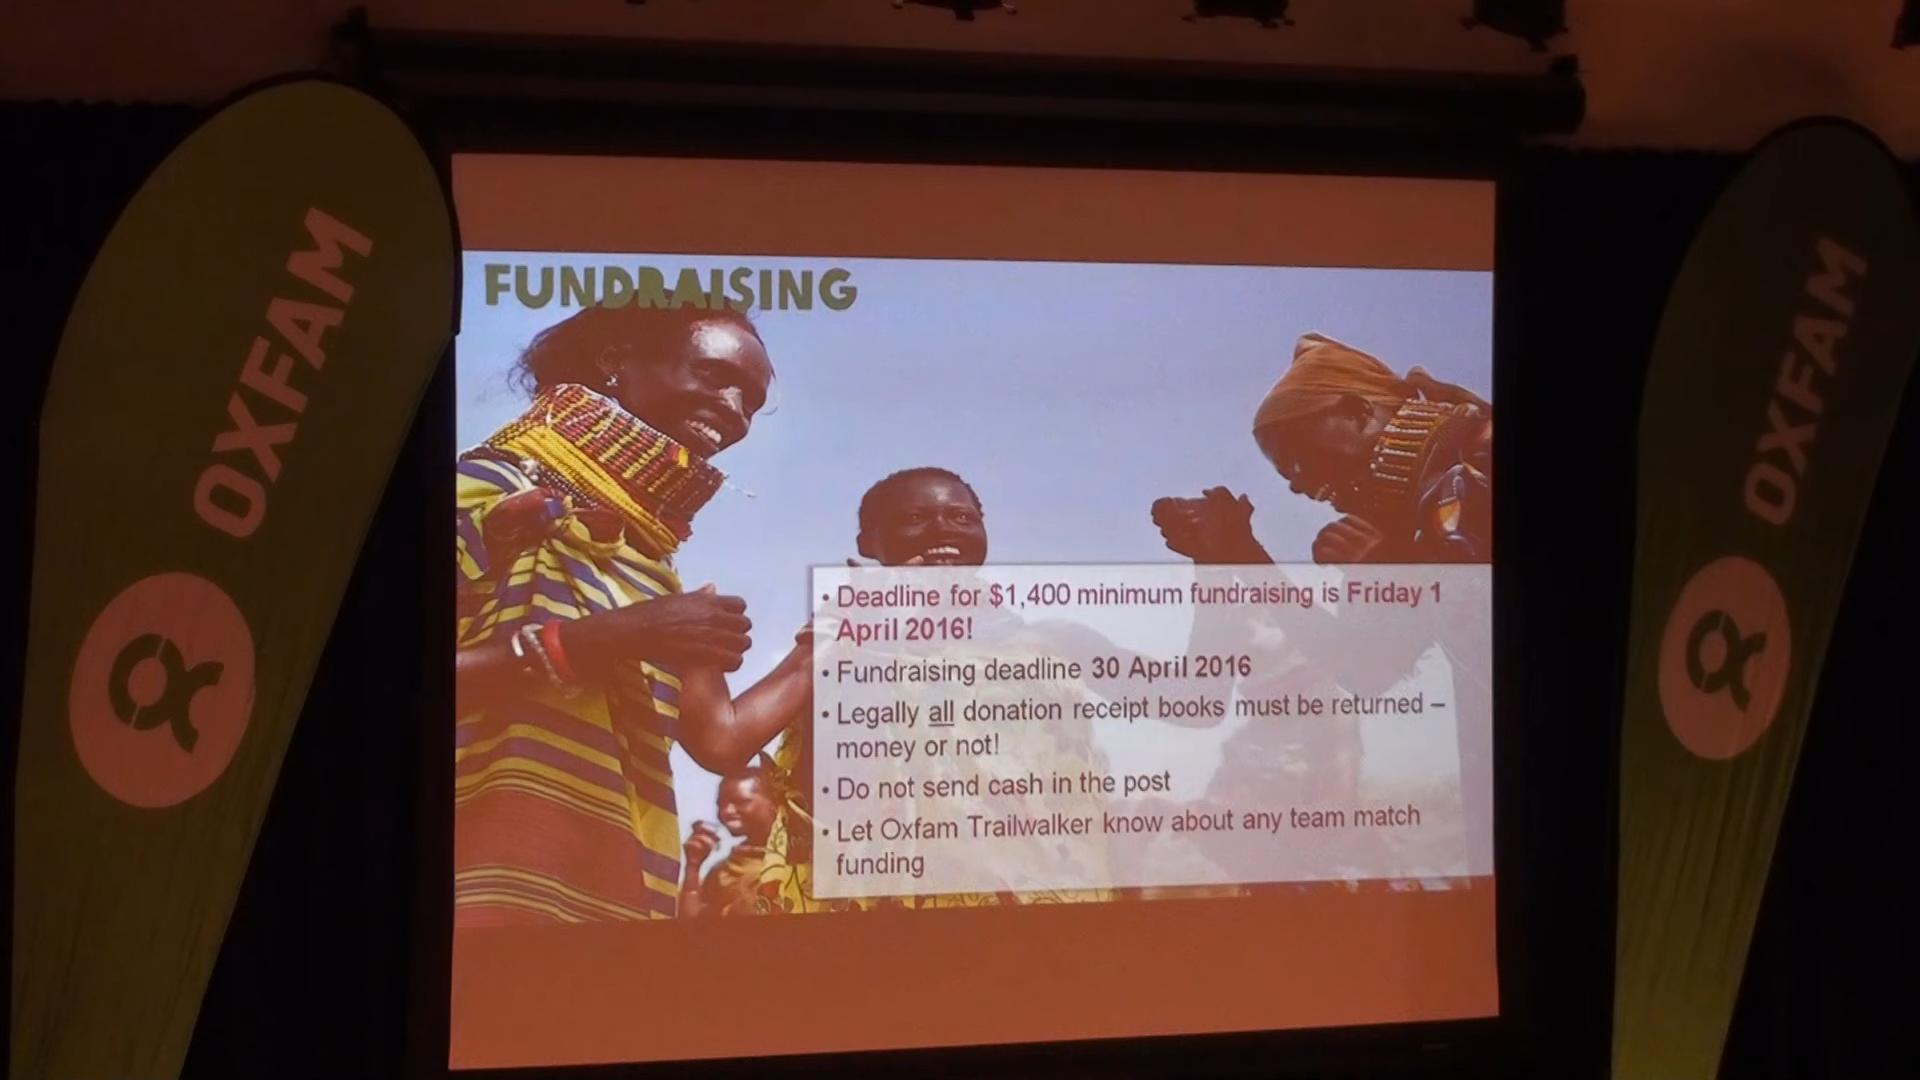 OXFAM
FUNDRAISING
• Deadline for $1,400 minimum fundraising is Friday 1
April 2016!
• Fundraising deadline 30 April 2016
• Legally all donation receipt books must be returned –
money or not!
• Do not send cash in the post
• Let Oxfam Trailwalker know about any team match
funding
OXFAM